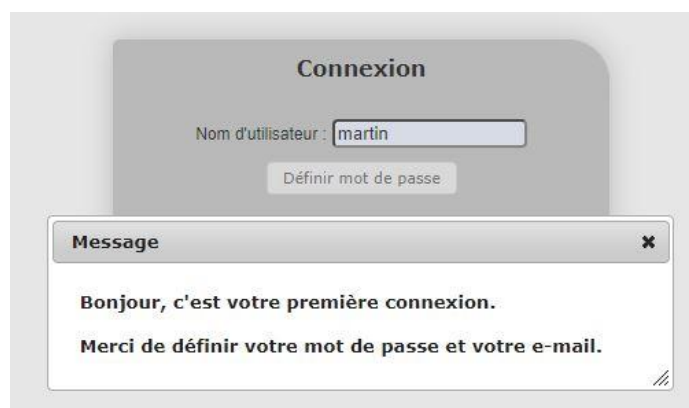 Connexion
Nom d'utilisateur : martin
Définir mot de passe
Message
Bonjour, c'est votre première connexion.
Merci de définir votre mot de passe et votre e-mail.